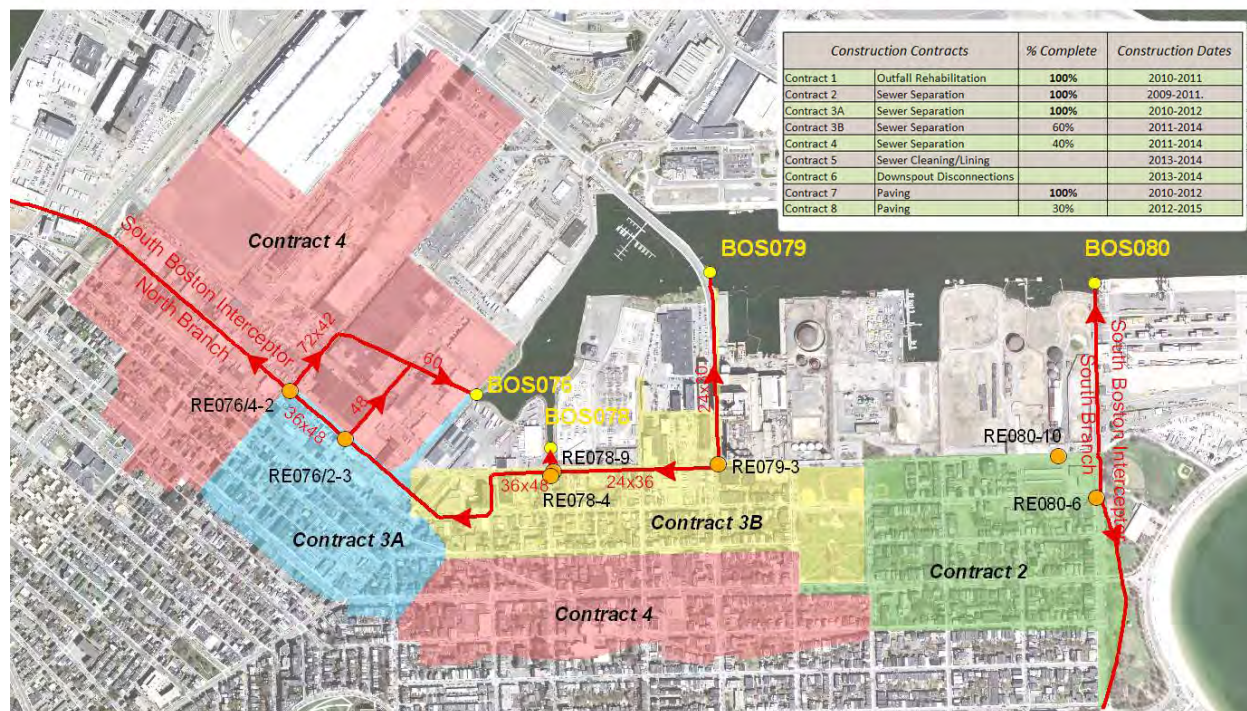 Construction Contracts % Complete Construction Dates
Contract 1 Outfall Rehabilitation 100% 2010-2011
Contract 2 Sewer Separation 100% 2009-2011.
Contract 3A Sewer Separation 100% 2010-2012
Contract 3B Sewer Separation 60% 2011-2014
Contract 4 Sewer Separation 40% 2011-2014
Contract 5 Sewer Cleaning/Lining 2013-2014
Contract 6 Downspout Disconnections 2013-2014
Contract 7 Paving 100% 2010-2012
Contract 8 Paving 30% 2012-2015
Contract 4
South Boston Interceptor
North Branch
BOS079
BOS080
72x42
60
48
BOS076
BOS078
RE076/4-2
36x48
RE076/2-3
RE078-9
36x48
RE078-4
24x36
RE079-3
RE080-10
RE080-6
South Boston Interceptor
South Branch
Contract 3A
Contract 3B
Contract 2
Contract 4